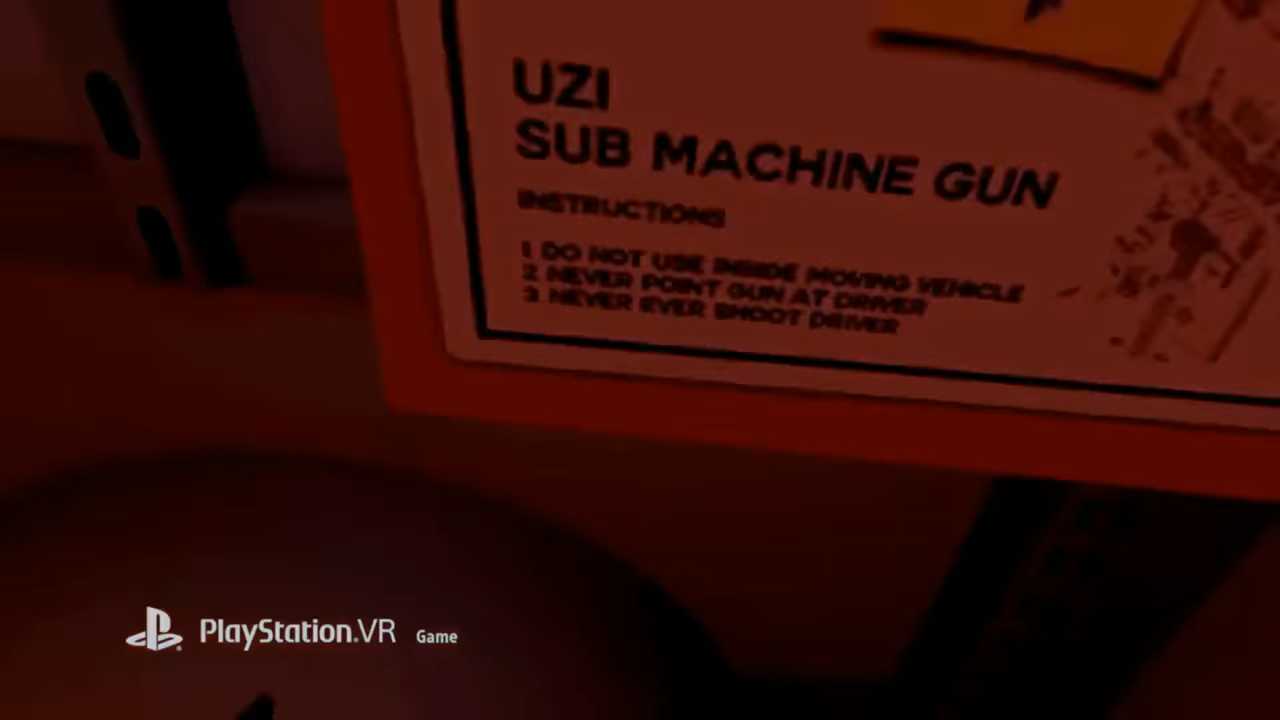 UZI
SUB MACHINE GUN
INSTRUCTIONS
1 DO NOT USE INSIDE MOVING VEHICLE
2 NEVER POINT GUN AT DRIVER
3 NEVER EVER SHOOT DRIVER
PlayStation.VR Game